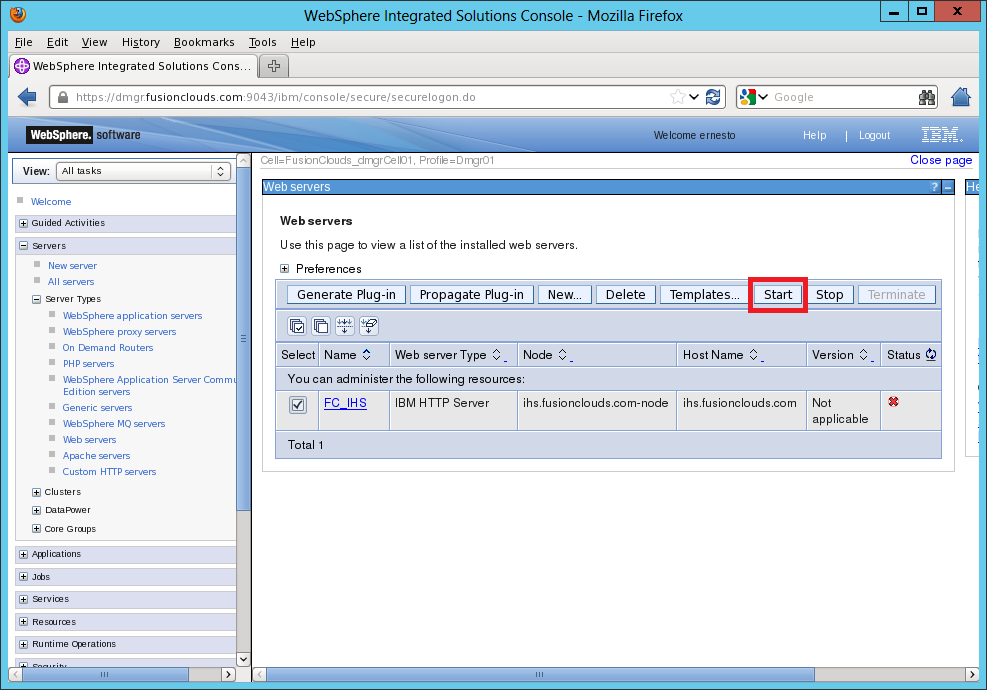 WebSphere Integrated Solutions Console - Mozilla Firefox
File Edit View History Bookmarks Tools Help
WebSphere Integrated Solutions Cons...
https://dmgr.fusionclouds.com:9043/ibm/console/secure/securelogon.do
Google
WebSphere. software
Welcome ernesto
Help | Logout
IBM.
View: All tasks
Welcome
Guided Activities
Servers
New server
All servers
Server Types
WebSphere application servers
WebSphere proxy servers
On Demand Routers
PHP servers
WebSphere Application Server Commu
Edition servers
Generic servers
WebSphere MQ servers
Web servers
Apache servers
Custom HTTP servers
Clusters
DataPower
Core Groups
Applications
Jobs
Services
Resources
Runtime Operations
Security
Cell=FusionClouds_dmgrCell01, Profile=Dmgr01
Close page
Web servers ? –
He
Web servers
Use this page to view a list of the installed web servers.
Preferences
Generate Plug-in Propagate Plug-in New... Delete Templates... Start Stop Terminate
Select Name Web server Type Node Host Name Version Status
You can administer the following resources:
FC_IHS IBM HTTP Server ihs.fusionclouds.com-node ihs.fusionclouds.com Not
applicable
Total 1